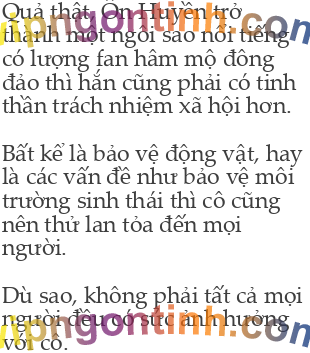 Quả thật, Ôn Huyền trở
thành một ngôi sao nổi tiếng
có lượng fan hâm mộ đông
đảo thì hắn cũng phải có tinh
thần trách nhiệm xã hội hơn.
Bất kể là bảo vệ động vật, hay
là các vấn đề như bảo vệ môi
trường sinh thái thì cô cũng
nên thử lan tỏa đến mọi
người.
Dù sao, không phải tất cả mọi
người đều có sức ảnh hưởng
với cô.
vipngontinh.com
vipngontinh.com